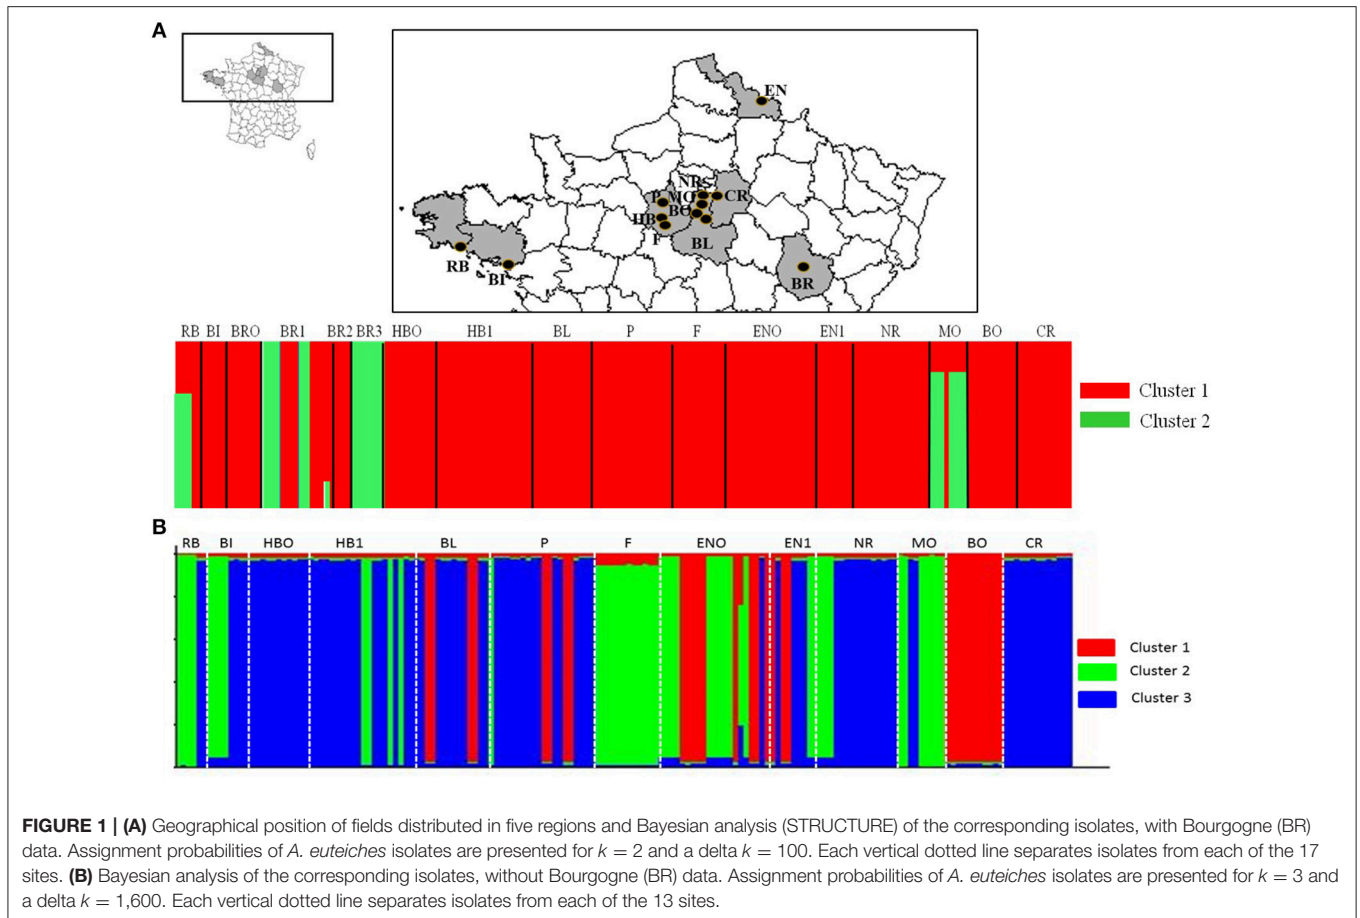 A
EN
NRS
P MO CR
BO
HB
F
BL
RB
BI
BR
RB BI BRO BR1 BR2 BR3 HBO HB1 BL P F ENO EN1 NR MO BO CR
Cluster 1
Cluster 2
B
RB BI HBO HB1 BL P F ENO EN1 NR MO BO CR
Cluster 1
Cluster 2
Cluster 3
FIGURE 1 | (A) Geographical position of fields distributed in five regions and Bayesian analysis (STRUCTURE) of the corresponding isolates, with Bourgogne (BR)
data. Assignment probabilities of A. euteiches isolates are presented for k = 2 and a delta k = 100. Each vertical dotted line separates isolates from each of the 17
sites. (B) Bayesian analysis of the corresponding isolates, without Bourgogne (BR) data. Assignment probabilities of A. euteiches isolates are presented for k = 3 and
a delta k = 1,600. Each vertical dotted line separates isolates from each of the 13 sites.